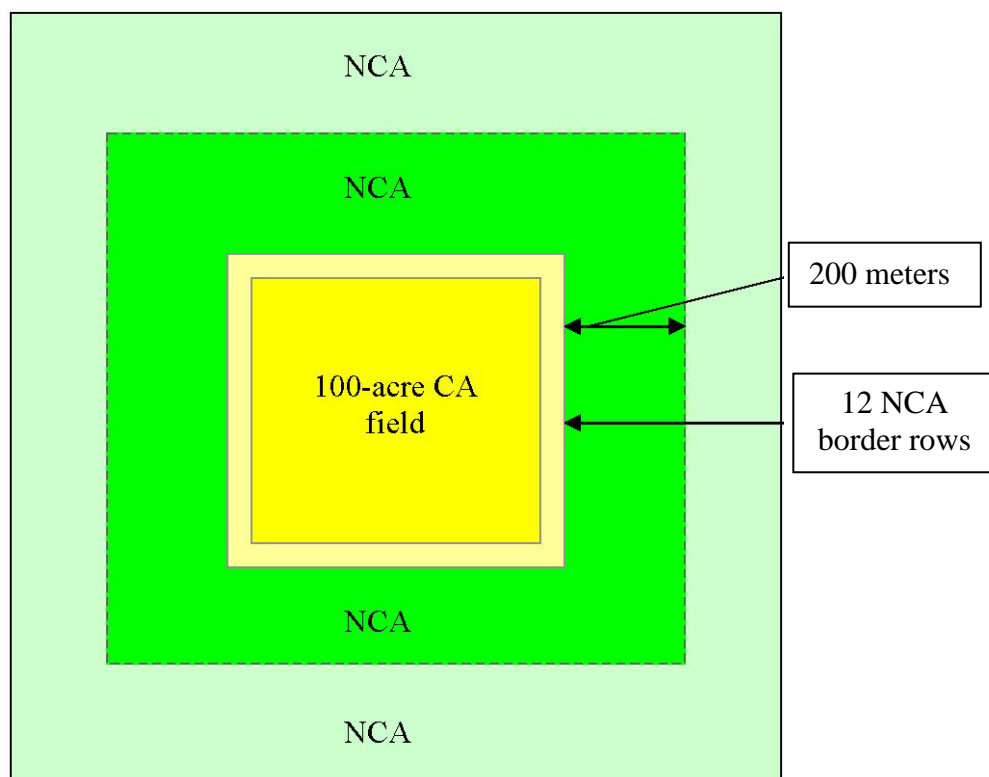 NCA
NCA
200 meters
100-acre CA
field
12 NCA
border rows
NCA
NCA